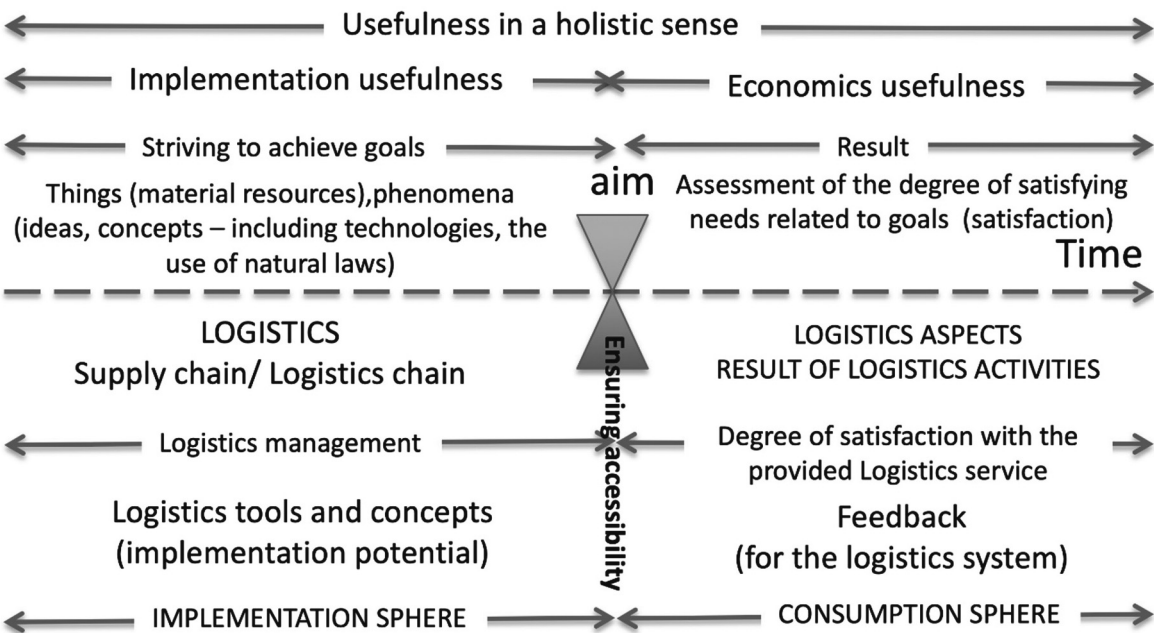 Usefulness in a holistic sense
Implementation usefulness
Economics usefulness
Striving to achieve goals
Result
Things (material resources),phenomena
(ideas, concepts – including technologies, the
use of natural laws)
aim
Assessment of the degree of satisfying
needs related to goals (satisfaction)
Time
LOGISTICS
Supply chain/ Logistics chain
LOGISTICS ASPECTS
RESULT OF LOGISTICS ACTIVITIES
Ensuring accessibility
Logistics management
Degree of satisfaction with the
provided Logistics service
Logistics tools and concepts
(implementation potential)
Feedback
(for the logistics system)
IMPLEMENTATION SPHERE
CONSUMPTION SPHERE